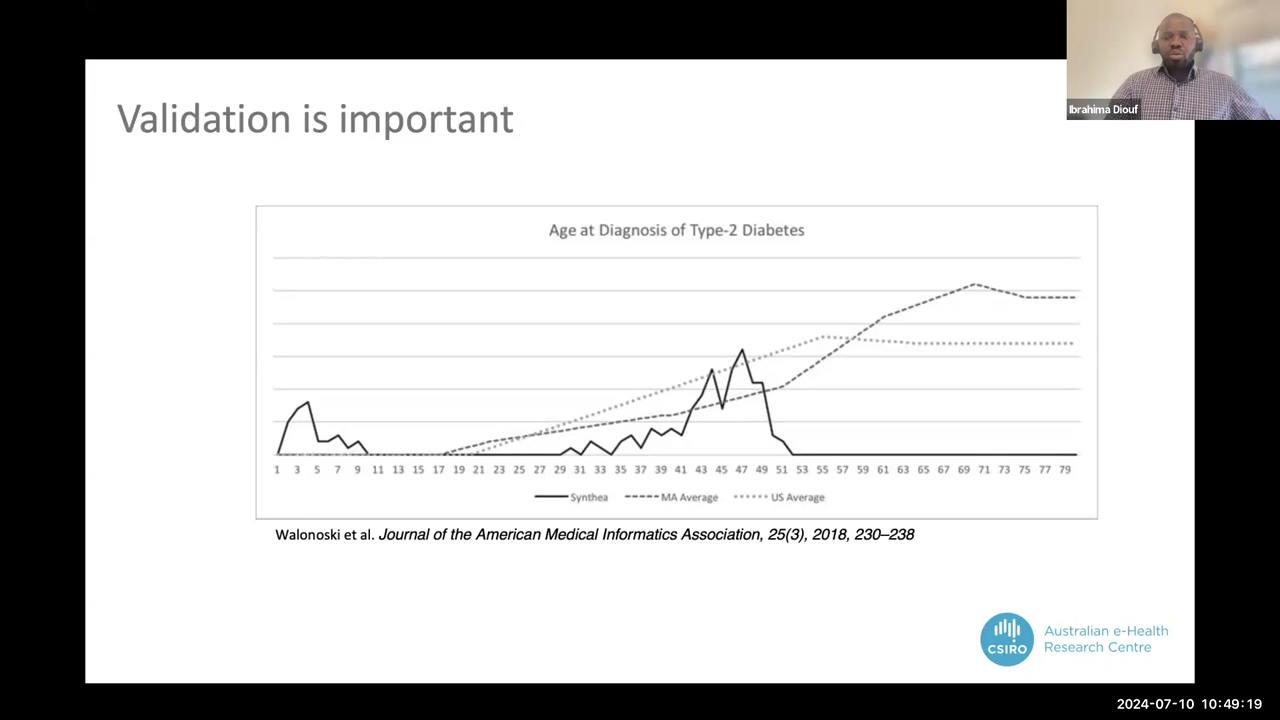 Ibrahima Diouf
Validation is important
Age at Diagnosis of Type-2 Diabetes
1 3 5 7 9 11 13 15 17 19 21 23 25 27 29 31 33 35 37 39 41 43 45 47 49 51 53 55 57 59 61 63 65 67 69 71 73 75 77 79
Synthea MA Average US Average
Walonoski et al. Journal of the American Medical Informatics Association, 25(3), 2018, 230–238
CSIRO
Australian e-Health
Research Centre
2024-07-10 10:49:19